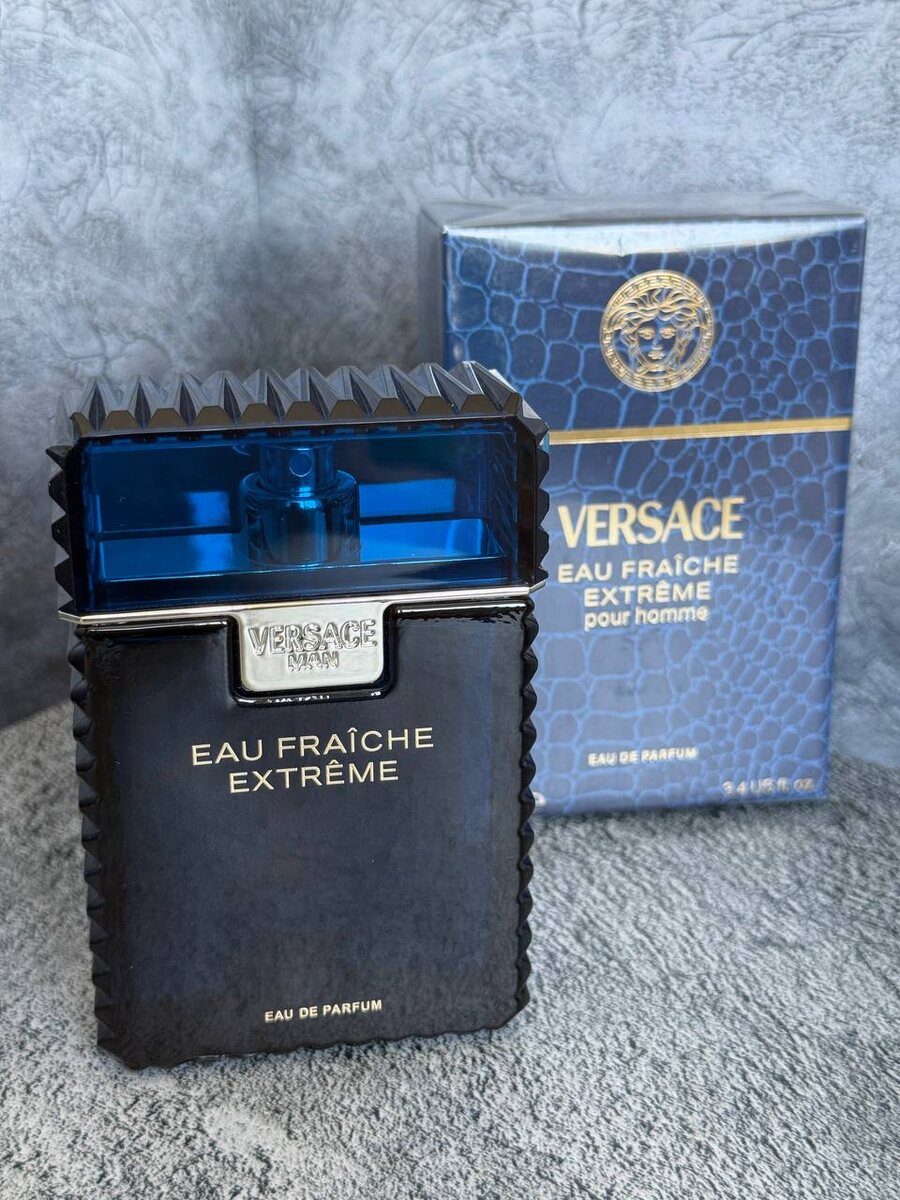 VERSACE
MAN
EAU FRAÎCHE
EXTRÊME
EAU DE PARFUM
VERSACE
EAU FRAÎCHE
EXTRÊME
pour homme
EAU DE PARFUM
3.4 US fl. oz.